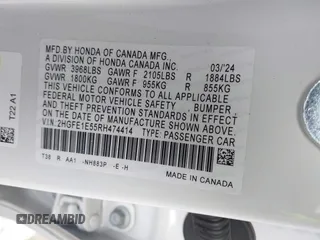 MFD.BY HONDA OF CANADA MFG.,
A DIVISION OF HONDA CANADA INC. 03/'24
GVWR 3968LBS GAWR F 2105LBS R 1884LBS
GVWR 1800KG GAWR F 955KG R 855KG
THIS VEHICLE CONFORMS TO ALL APPLICABLE
FEDERAL MOTOR VEHICLE SAFETY, BUMPER,
AND THEFT PREVENTION STANDARDS IN EFFECT ON
THE DATE OF MANUFACTURE SHOWN ABOVE.
V.I.N.2HGFE1E55RH474414 TYPE:PASSENGER CAR
T38 R AA1 -NH883P -E -H
MADE IN CANADA
T22 A1
DREAMBID